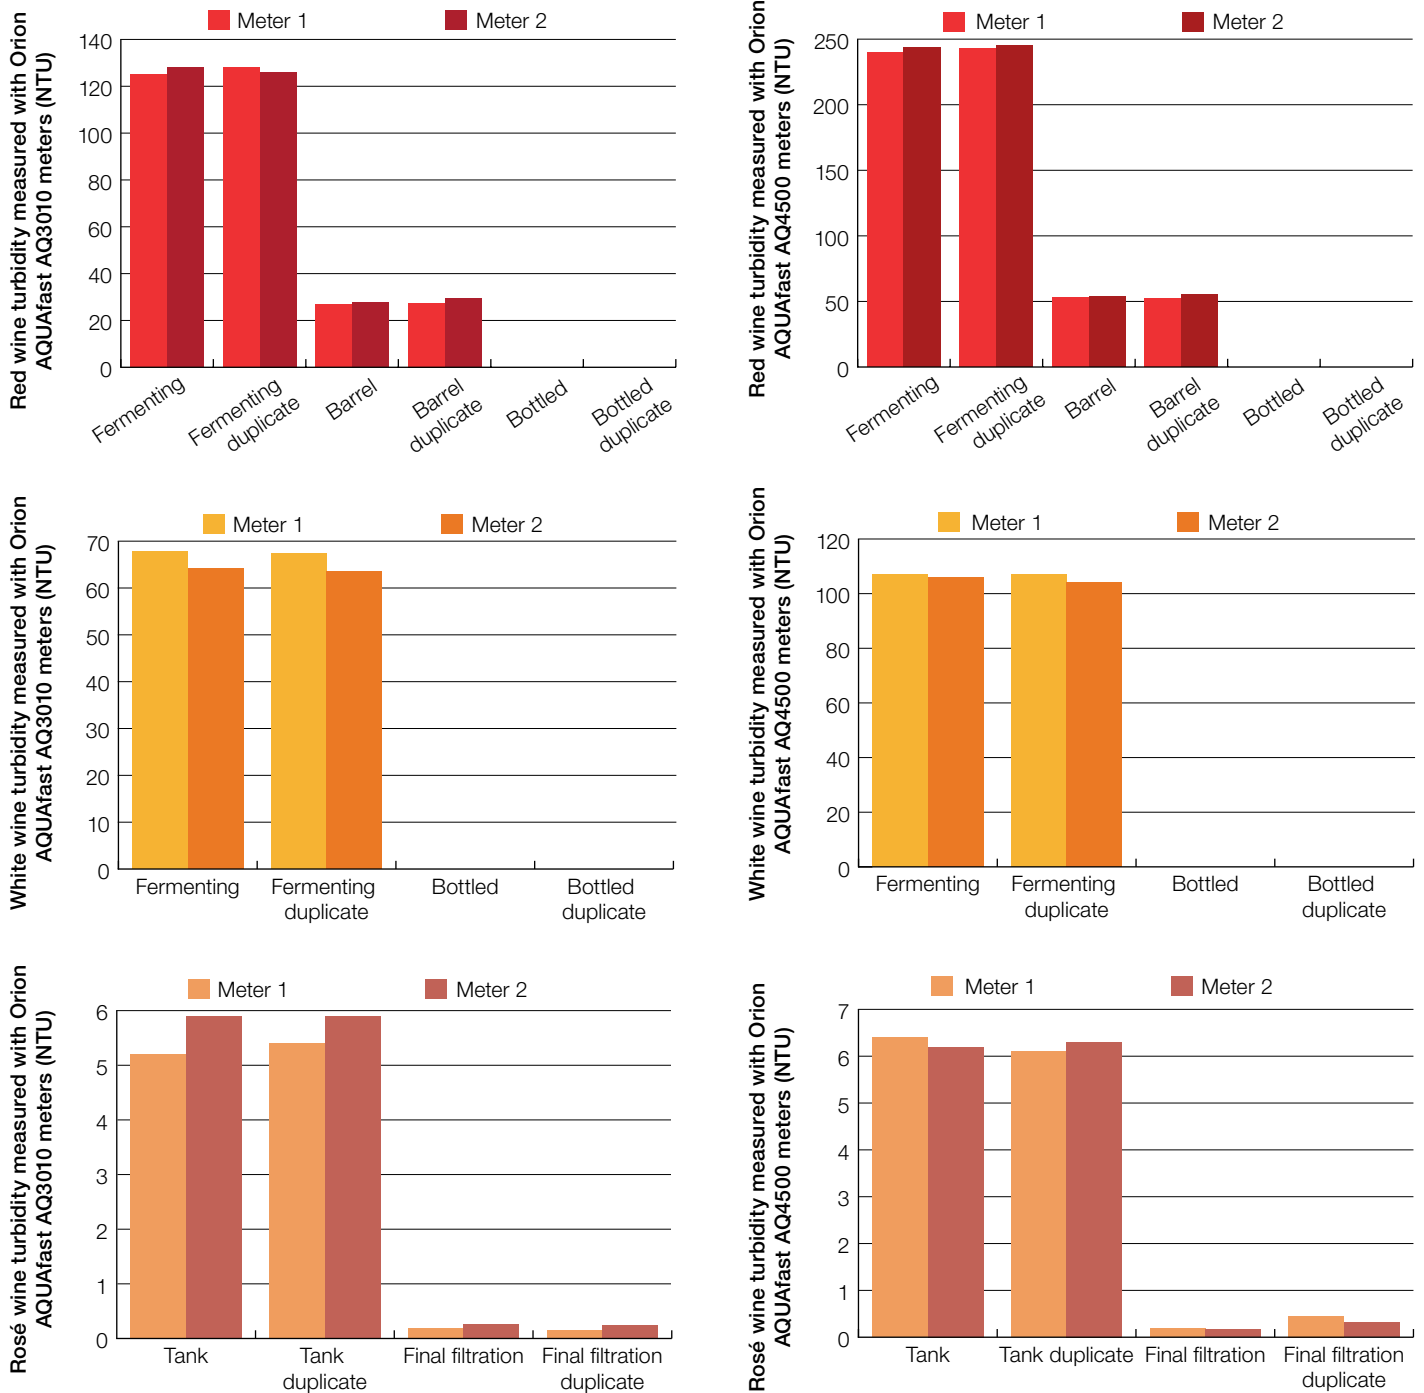 Red wine turbidity measured with Orion
AQUAfast AQ3010 meters (NTU)
Meter 1
Meter 2
140
120
100
80
60
40
20
0
Fermenting
Fermenting
duplicate
Barrel
Barrel
duplicate
Bottled
Bottled
duplicate
Red wine turbidity measured with Orion
AQUAfast AQ4500 meters (NTU)
Meter 1
Meter 2
250
200
150
100
50
0
Fermenting
Fermenting
duplicate
Barrel
Barrel
duplicate
Bottled
Bottled
duplicate
White wine turbidity measured with Orion
AQUAfast AQ3010 meters (NTU)
Meter 1
Meter 2
70
60
50
40
30
20
10
0
Fermenting
Fermenting
duplicate
Bottled
Bottled
duplicate
White wine turbidity measured with Orion
AQUAfast AQ4500 meters (NTU)
Meter 1
Meter 2
120
100
80
60
40
20
0
Fermenting
Fermenting
duplicate
Bottled
Bottled
duplicate
Rosé wine turbidity measured with Orion
AQUAfast AQ3010 meters (NTU)
Meter 1
Meter 2
6
5
4
3
2
1
0
Tank
Tank
duplicate
Final filtration
Final filtration
duplicate
Rosé wine turbidity measured with Orion
AQUAfast AQ4500 meters (NTU)
Meter 1
Meter 2
7
6
5
4
3
2
1
0
Tank
Tank duplicate
Final filtration
Final filtration
duplicate